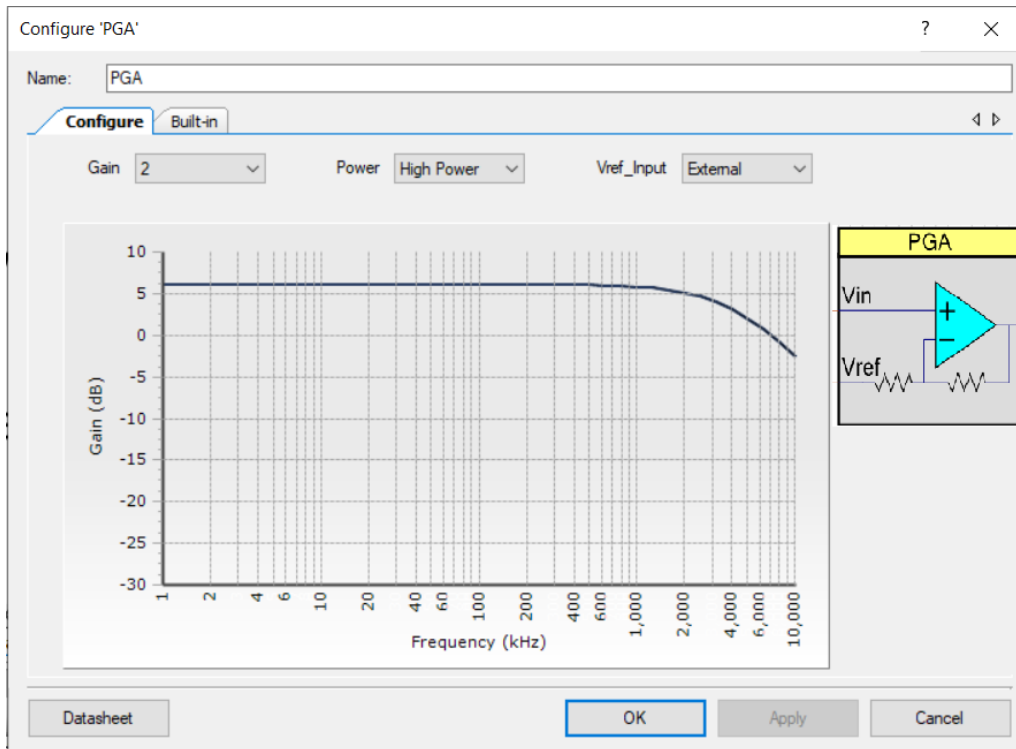 Configure 'PGA' ?
Name: PGA
Configure Built-in
Gain 2 Power High Power Vref_Input External
10
5
0
-5
-10
-15
-20
-25
-30
Gain (dB)
1 2 4 6 10 20 40 60 100 200 400 600 1,000 2,000 4,000 6,000 10,000
Frequency (kHz)
PGA
Vin
+
−
Vref
Datasheet OK Apply Cancel